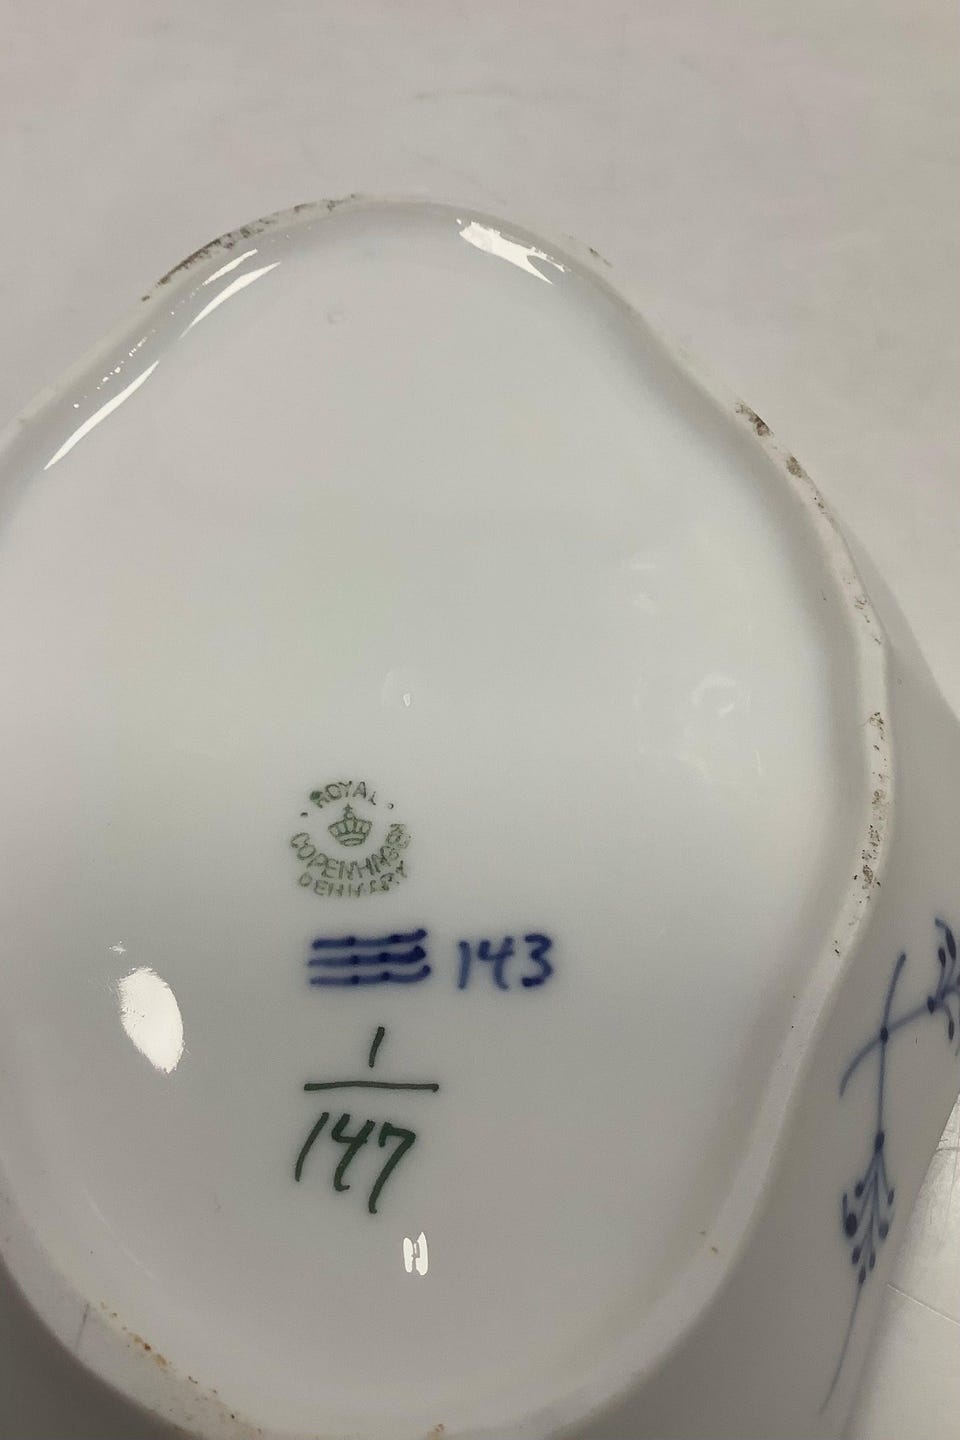 ROYAL
COPENHAGEN
DENMARK
143
1
147